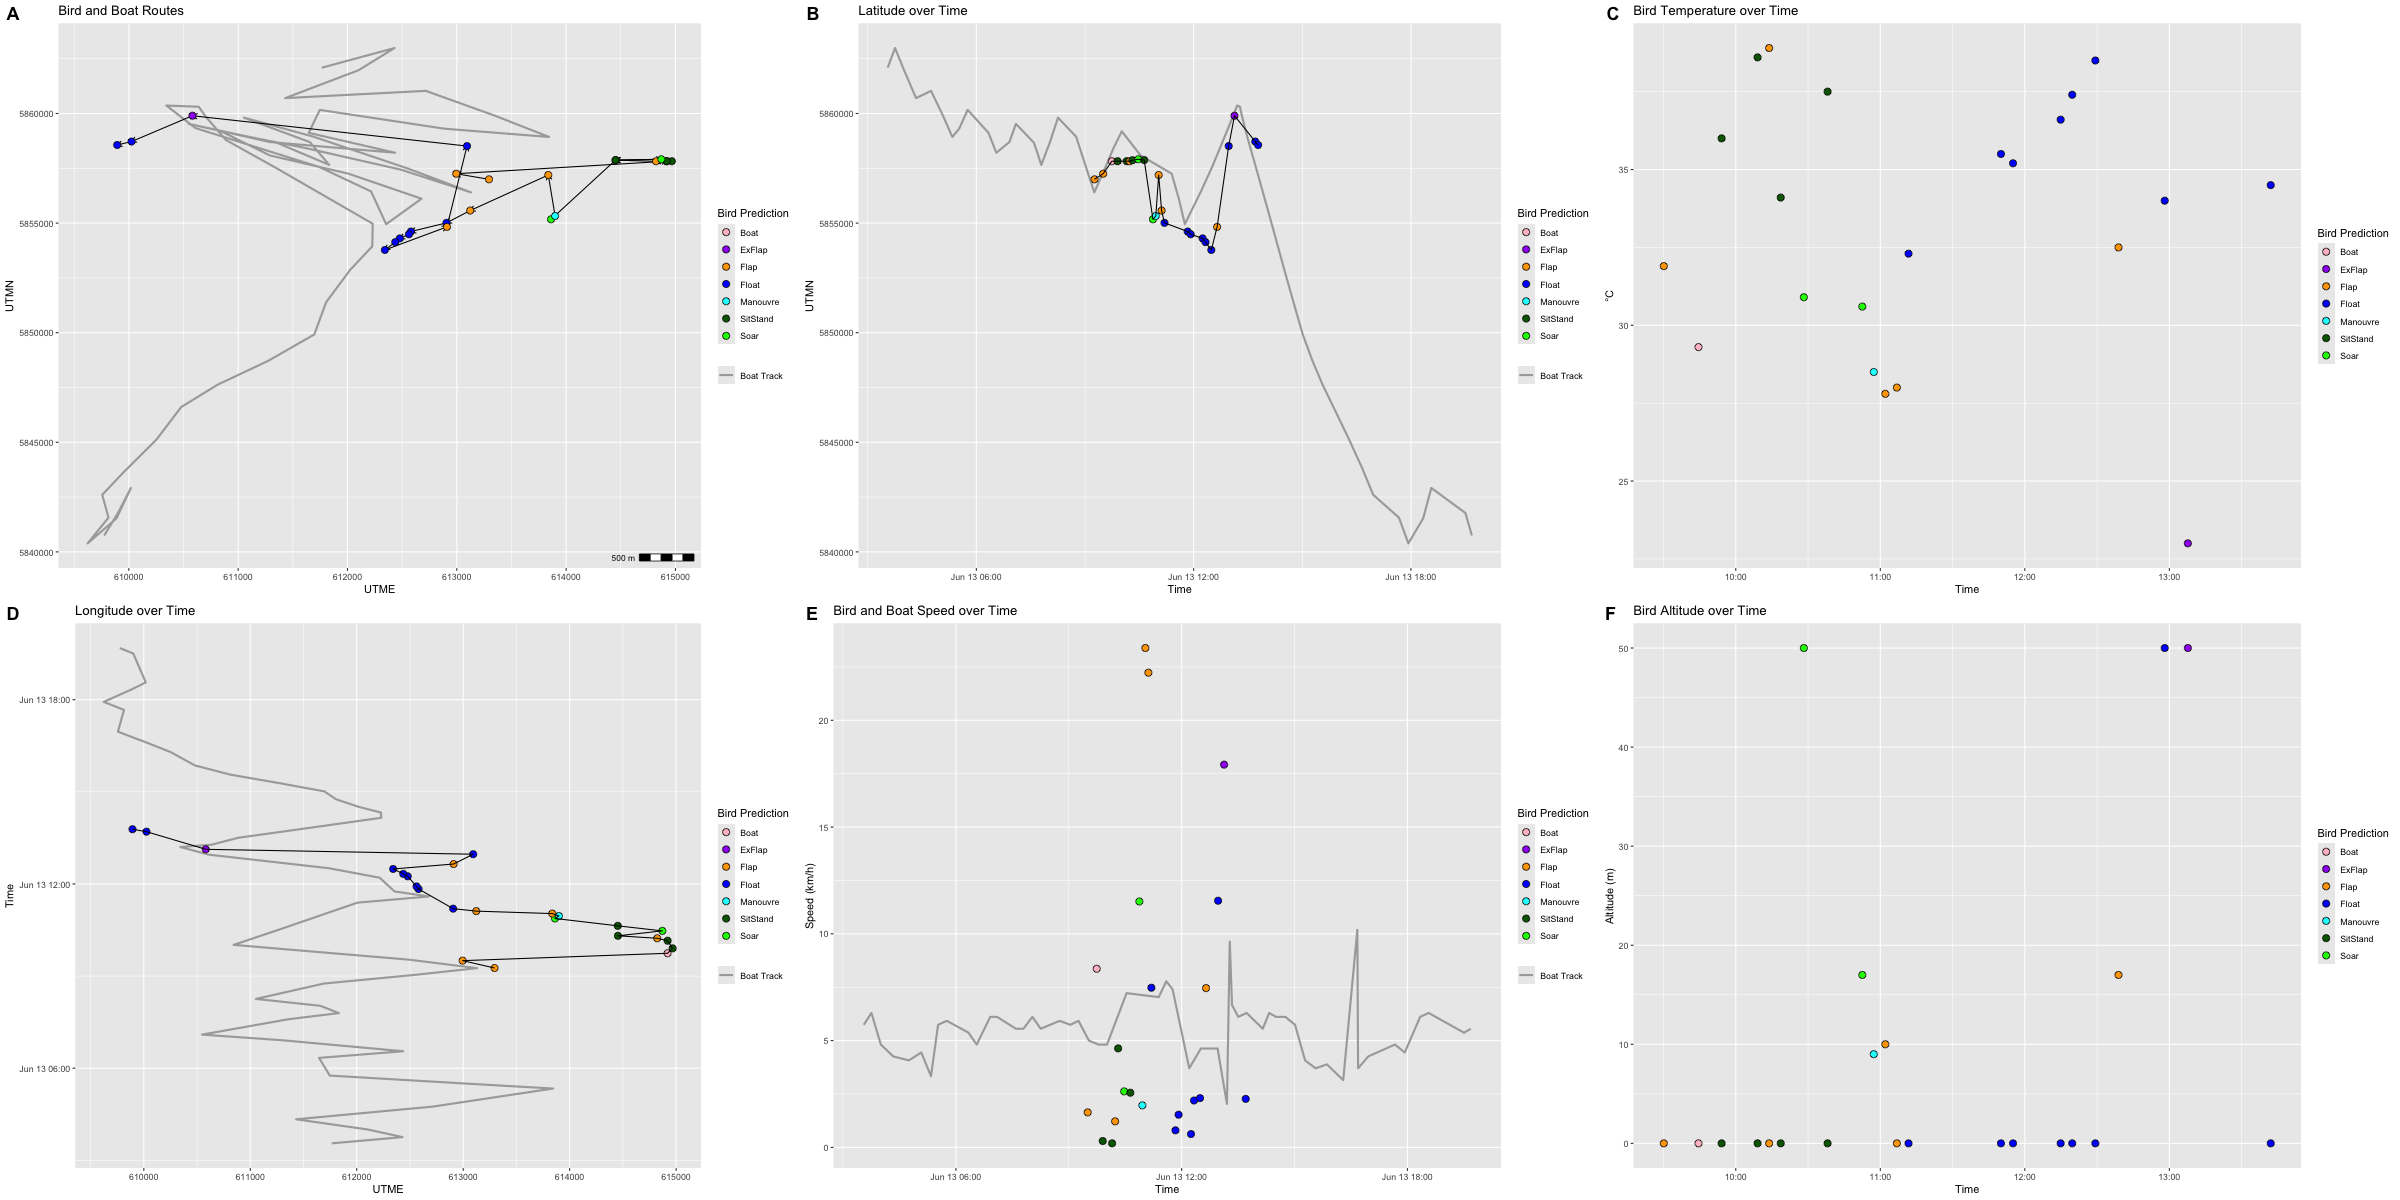 A
Bird and Boat Routes
UTMN
5860000
5855000
5850000
5845000
5840000
610000 611000 612000 613000 614000 615000
UTME
500 m
Bird Prediction
Boat
ExFlap
Flap
Float
Manouvre
SitStand
Soar
Boat Track
B
Latitude over Time
UTMN
5860000
5855000
5850000
5845000
5840000
Jun 13 06:00 Jun 13 12:00 Jun 13 18:00
Time
Bird Prediction
Boat
ExFlap
Flap
Float
Manouvre
SitStand
Soar
Boat Track
C
Bird Temperature over Time
°C
35
30
25
10:00 11:00 12:00 13:00
Time
Bird Prediction
Boat
ExFlap
Flap
Float
Manouvre
SitStand
Soar
D
Longitude over Time
Time
Jun 13 18:00
Jun 13 12:00
Jun 13 06:00
610000 611000 612000 613000 614000 615000
UTME
Bird Prediction
Boat
ExFlap
Flap
Float
Manouvre
SitStand
Soar
Boat Track
E
Bird and Boat Speed over Time
Speed (km/h)
20
15
10
5
0
Jun 13 06:00 Jun 13 12:00 Jun 13 18:00
Time
Bird Prediction
Boat
ExFlap
Flap
Float
Manouvre
SitStand
Soar
Boat Track
F
Bird Altitude over Time
Altitude (m)
50
40
30
20
10
0
10:00 11:00 12:00 13:00
Time
Bird Prediction
Boat
ExFlap
Flap
Float
Manouvre
SitStand
Soar